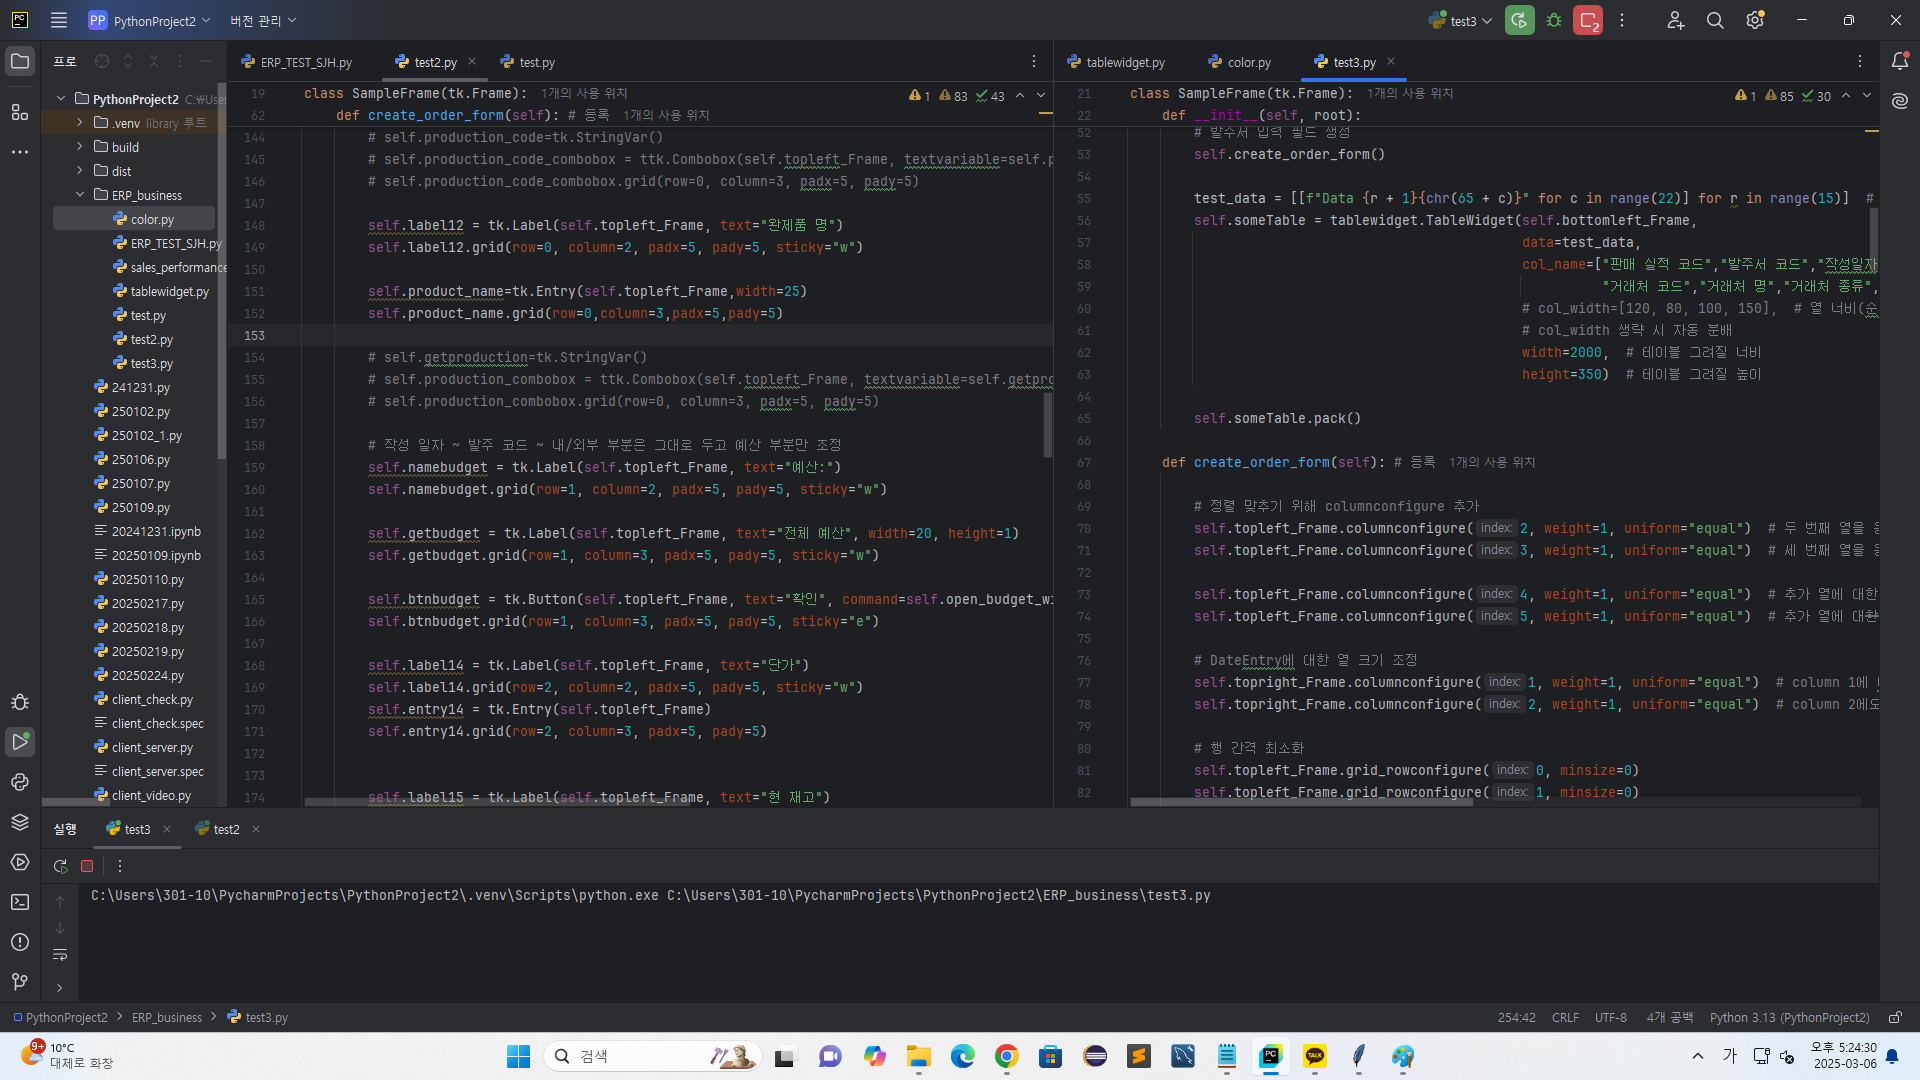 PC
PP PythonProject2
버전 관리
test3
2
프로
ERP_TEST_SJH.py
test2.py
test.py
tablewidget.py
color.py
test3.py
PythonProject2 C:\User
.venv library 루트
build
dist
ERP_business
color.py
ERP_TEST_SJH.py
sales_performance
tablewidget.py
test.py
test2.py
test3.py
241231.py
250102.py
250102_1.py
250106.py
250107.py
250109.py
20241231.ipynb
20250109.ipynb
20250110.py
20250217.py
20250218.py
20250219.py
20250224.py
client_check.py
client_check.spec
client_server.py
client_server.spec
client_video.py
1 83 43
19 class SampleFrame(tk.Frame): 1개의 사용 위치
62 def create_order_form(self): # 등록 1개의 사용 위치
144 # self.production_code=tk.StringVar()
145 # self.production_code_combobox = ttk.Combobox(self.topleft_Frame, textvariable=self.p
146 # self.production_code_combobox.grid(row=0, column=3, padx=5, pady=5)
147
148 self.label12 = tk.Label(self.topleft_Frame, text="완제품 명")
149 self.label12.grid(row=0, column=2, padx=5, pady=5, sticky="w")
150
151 self.product_name=tk.Entry(self.topleft_Frame,width=25)
152 self.product_name.grid(row=0,column=3,padx=5,pady=5)
153
154 # self.getproduction=tk.StringVar()
155 # self.production_combobox = ttk.Combobox(self.topleft_Frame, textvariable=self.getpro
156 # self.production_combobox.grid(row=0, column=3, padx=5, pady=5)
157
158 # 작성 일자 ~ 발주 코드 ~ 내/외부 부분은 그대로 두고 예산 부분만 조정
159 self.namebudget = tk.Label(self.topleft_Frame, text="예산:")
160 self.namebudget.grid(row=1, column=2, padx=5, pady=5, sticky="w")
161
162 self.getbudget = tk.Label(self.topleft_Frame, text="전체 예산", width=20, height=1)
163 self.getbudget.grid(row=1, column=3, padx=5, pady=5, sticky="w")
164
165 self.btnbudget = tk.Button(self.topleft_Frame, text="확인", command=self.open_budget_wi
166 self.btnbudget.grid(row=1, column=3, padx=5, pady=5, sticky="e")
167
168 self.label14 = tk.Label(self.topleft_Frame, text="단가")
169 self.label14.grid(row=2, column=2, padx=5, pady=5, sticky="w")
170 self.entry14 = tk.Entry(self.topleft_Frame)
171 self.entry14.grid(row=2, column=3, padx=5, pady=5)
172
173
174 self.label15 = tk.Label(self.topleft_Frame, text="현 재고")
1 85 30
21 class SampleFrame(tk.Frame): 1개의 사용 위치
22 def __init__(self, root):
52 # 발주서 입력 필드 생성
53 self.create_order_form()
54
55 test_data = [[f"Data {r + 1}{chr(65 + c)}" for c in range(22)] for r in range(15)] #
56 self.someTable = tablewidget.TableWidget(self.bottomleft_Frame,
57 data=test_data,
58 col_name=["판매 실적 코드","발주서 코드","작성일자
59 "거래처 코드","거래처 명","거래처 종류",
60 # col_width=[120, 80, 100, 150], # 열 너비(순
61 # col_width 생략 시 자동 분배
62 width=2000, # 테이블 그려질 너비
63 height=350) # 테이블 그려질 높이
64
65 self.someTable.pack()
66
67 def create_order_form(self): # 등록 1개의 사용 위치
68
69 # 정렬 맞추기 위해 columnconfigure 추가
70 self.topleft_Frame.columnconfigure( index: 2, weight=1, uniform="equal") # 두 번째 열을
71 self.topleft_Frame.columnconfigure( index: 3, weight=1, uniform="equal") # 세 번째 열을
72
73 self.topleft_Frame.columnconfigure( index: 4, weight=1, uniform="equal") # 추가 열에 대한
74 self.topleft_Frame.columnconfigure( index: 5, weight=1, uniform="equal") # 추가 열에 대한
75
76 # DateEntry에 대한 열 크기 조정
77 self.topright_Frame.columnconfigure( index: 1, weight=1, uniform="equal") # column 1에
78 self.topright_Frame.columnconfigure( index: 2, weight=1, uniform="equal") # column 2에도
79
80 # 행 간격 최소화
81 self.topleft_Frame.grid_rowconfigure( index: 0, minsize=0)
82 self.topleft_Frame.grid_rowconfigure( index: 1, minsize=0)
실행
test3
test2
C:\Users\301-10\PycharmProjects\PythonProject2\.venv\Scripts\python.exe C:\Users\301-10\PycharmProjects\PythonProject2\ERP_business\test3.py
PythonProject2 > ERP_business > test3.py
254:42 CRLF UTF-8 4개 공백 Python 3.13 (PythonProject2)
9+
10°C
대체로 화창
검색
PC
TALK
가
오후 5:24:30
2025-03-06